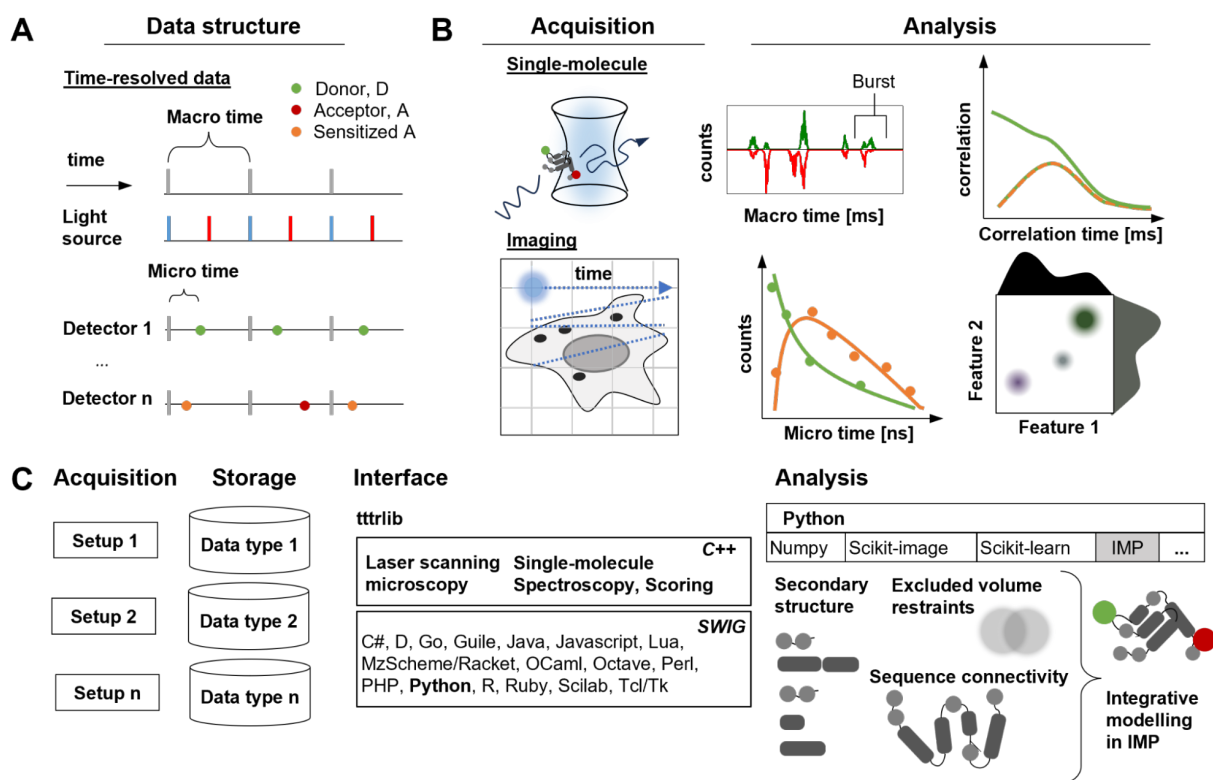 A
Data structure
Time-resolved data
Donor, D
Acceptor, A
Sensitized A
Macro time
time
Light
source
Micro time
Detector 1
...
Detector n
B
Acquisition
Analysis
Single-molecule
Imaging
time
Burst
counts
Macro time [ms]
correlation
Correlation time [ms]
counts
Micro time [ns]
Feature 2
Feature 1
C
Acquisition
Storage
Interface
Analysis
Setup 1
Data type 1
Setup 2
Data type 2
Setup n
Data type n
tttrlib
C++
Laser scanning
microscopy
Single-molecule
Spectroscopy, Scoring
SWIG
C#, D, Go, Guile, Java, Javascript, Lua,
MzScheme/Racket, OCaml, Octave, Perl,
PHP, Python, R, Ruby, Scilab, Tcl/Tk
Python
Numpy
Scikit-image
Scikit-learn
IMP
...
Secondary
structure
Excluded volume
restraints
Sequence connectivity
Integrative
modelling
in IMP